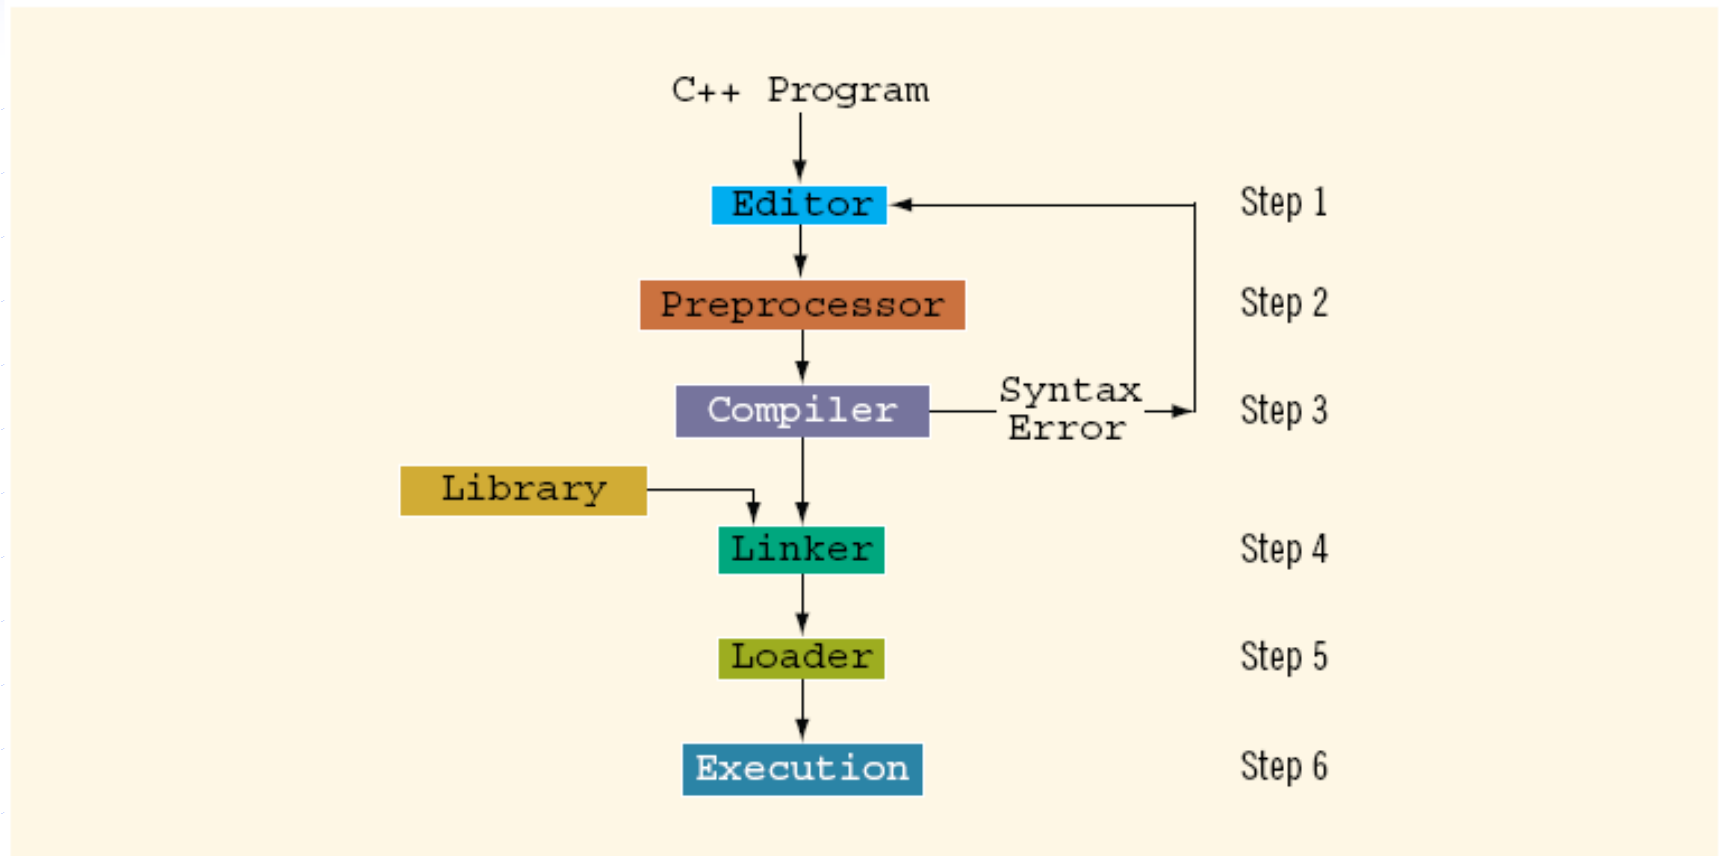 C++ Program
Editor
Step 1
Preprocessor
Step 2
Compiler
Syntax
Error
Step 3
Library
Linker
Step 4
Loader
Step 5
Execution
Step 6